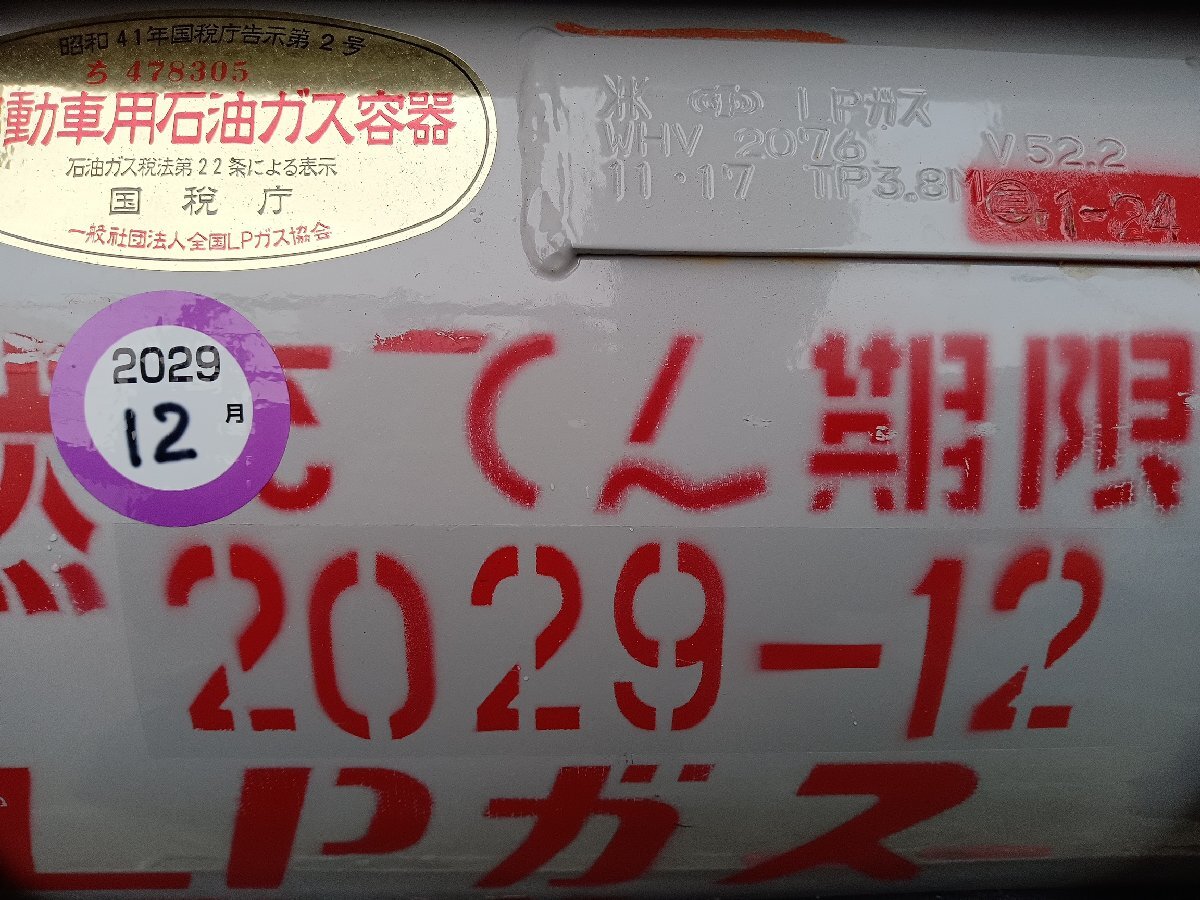 昭和41年国税庁告示第2号
ち 478305
動車用石油ガス容器
石油ガス税法第22条による表示
国税庁
一般社団法人全国LPガス協会
LPガス
WHV 2076 V52.2
11・17 TP3.8M
1-24
2029
12月
てん期限
2029-12
LPガス